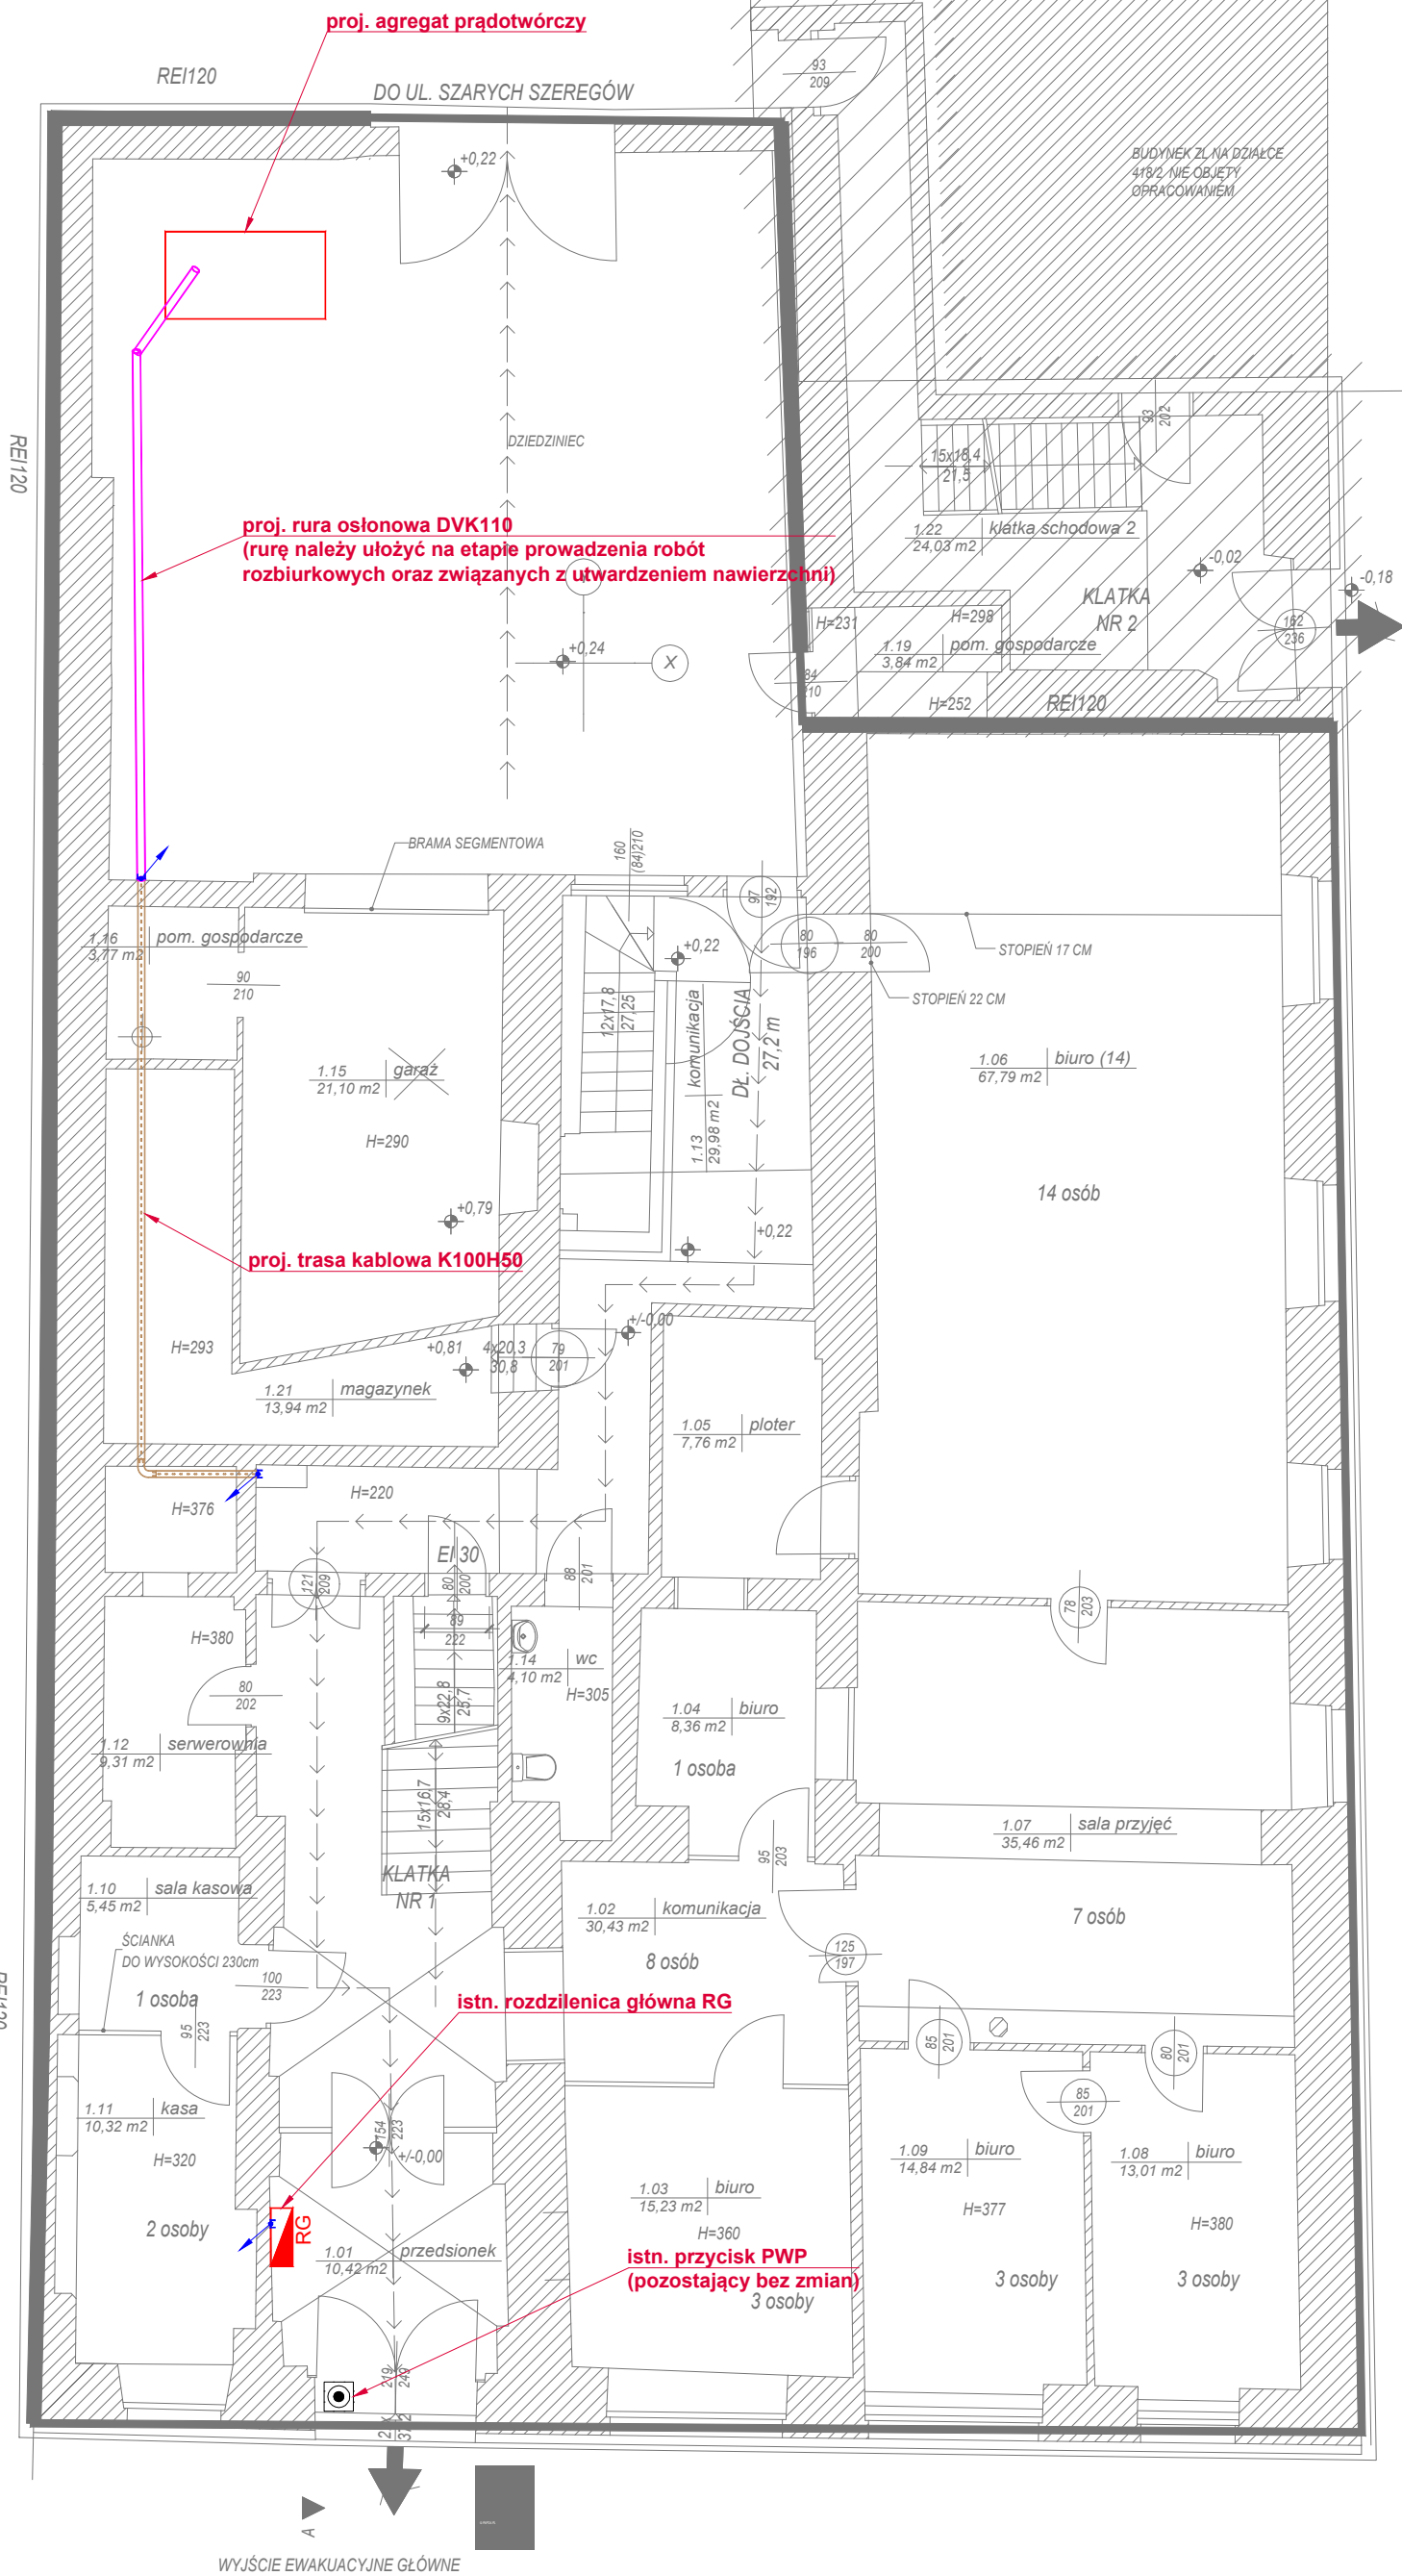 proj. agregat prądotwórczy
REI120
DO UL. SZARYCH SZEREGÓW
93
209
+0,22
BUDYNEK ZL NA DZIAŁCE
418/2 NIE OBJĘTY
OPRACOWANIEM
REI120
DZIEDZINIEC
93
202
15x18,4
21,5
proj. rura osłonowa DVK110
(rurę należy ułożyć na etapie prowadzenia robót
rozbiurkowych oraz związanych z utwardzeniem nawierzchni)
1.22 klatka schodowa 2
24,03 m2
-0,02
-0,18
KLATKA
NR 2
H=231
H=298
162
236
+0,24
X
1.19 pom. gospodarcze
3,84 m2
84
210
H=252
REI120
BRAMA SEGMENTOWA
160
(84)210
97
192
1.16 pom. gospodarcze
3,77 m2
80
196
80
200
+0,22
STOPIEŃ 17 CM
90
210
12x17,8
27,25
STOPIEŃ 22 CM
1.13 komunikacja
29,98 m2
DŁ. DOJŚCIA
27,2 m
1.15 garaż
21,10 m2
1.06 biuro (14)
67,79 m2
H=290
14 osób
+0,79
+0,22
proj. trasa kablowa K100H50
+/-0,00
H=293
+0,81
4x20,3
30,8
79
201
1.21 magazynek
13,94 m2
1.05 ploter
7,76 m2
H=376
H=220
EI 30
121
209
80
200
88
201
78
203
89
222
H=380
1.14 wc
4,10 m2
H=305
80
202
9x22,8
25,7
1.04 biuro
8,36 m2
1.12 serwerownia
9,31 m2
1 osoba
15x16,7
28,4
1.07 sala przyjęć
35,46 m2
95
203
KLATKA
NR 1
1.10 sala kasowa
5,45 m2
1.02 komunikacja
30,43 m2
7 osób
ŚCIANKA
DO WYSOKOŚCI 230cm
8 osób
125
197
100
223
1 osoba
REI120
istn. rozdzilenica główna RG
95
223
85
201
80
201
1.11 kasa
10,32 m2
85
201
154
223
+/-0,00
H=320
1.09 biuro
14,84 m2
1.08 biuro
13,01 m2
1.03 biuro
15,23 m2
H=377
H=380
2 osoby
RG
H=360
1.01 przedsionek
10,42 m2
istn. przycisk PWP
(pozostający bez zmian)
3 osoby
3 osoby
3 osoby
219
249
A
WYJŚCIE EWAKUACYJNE GŁÓWNE